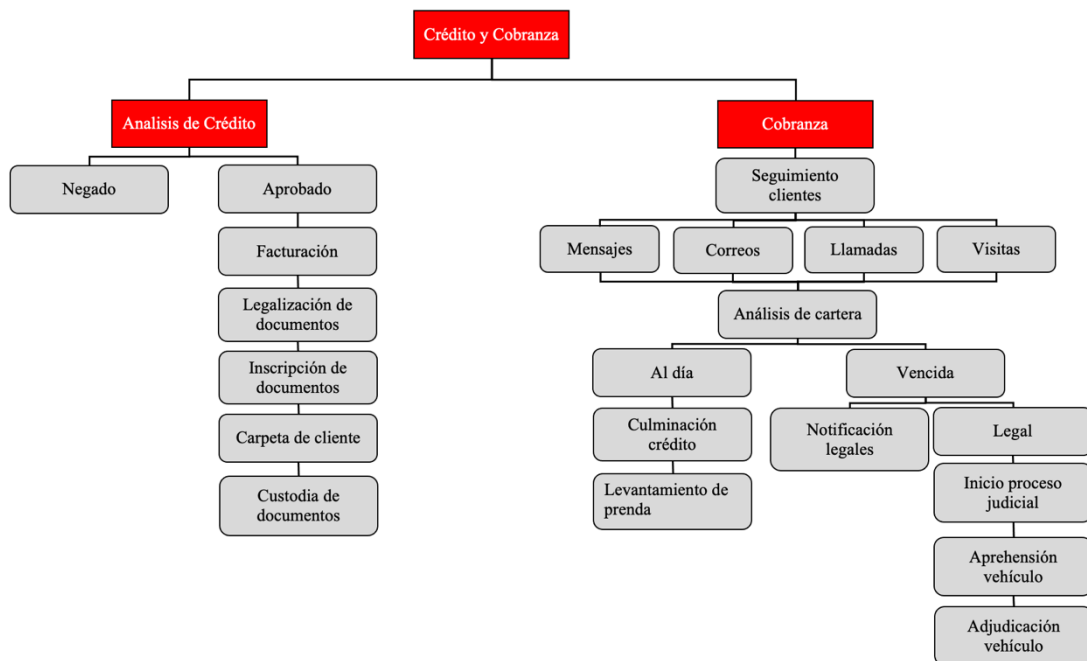 Crédito y Cobranza
Analisis de Crédito
Cobranza
Negado
Aprobado
Seguimiento
clientes
Facturación
Mensajes
Correos
Llamadas
Visitas
Legalización de
documentos
Análisis de cartera
Inscripción de
documentos
Al día
Vencida
Carpeta de cliente
Culminación
crédito
Notificación
legales
Legal
Custodia de
documentos
Levantamiento de
prenda
Inicio proceso
judicial
Aprehensión
vehículo
Adjudicación
vehículo